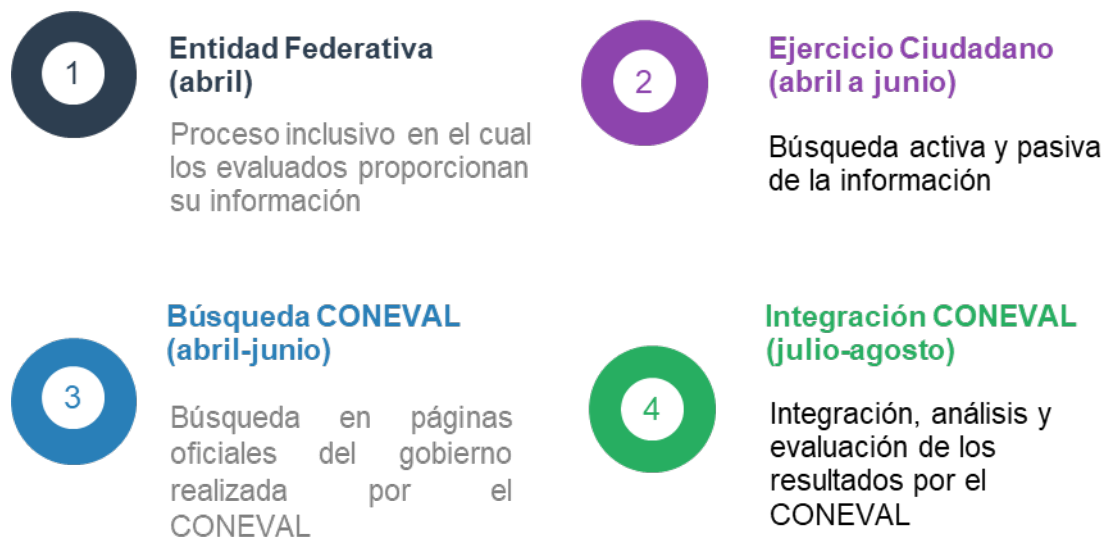 1
Entidad Federativa
(abril)
Proceso inclusivo en el cual
los evaluados proporcionan
su información
2
Ejercicio Ciudadano
(abril a junio)
Búsqueda activa y pasiva
de la información
3
Búsqueda CONEVAL
(abril-junio)
Búsqueda en páginas
oficiales del gobierno
realizada por el
CONEVAL
4
Integración CONEVAL
(julio-agosto)
Integración, análisis y
evaluación de los
resultados por el
CONEVAL